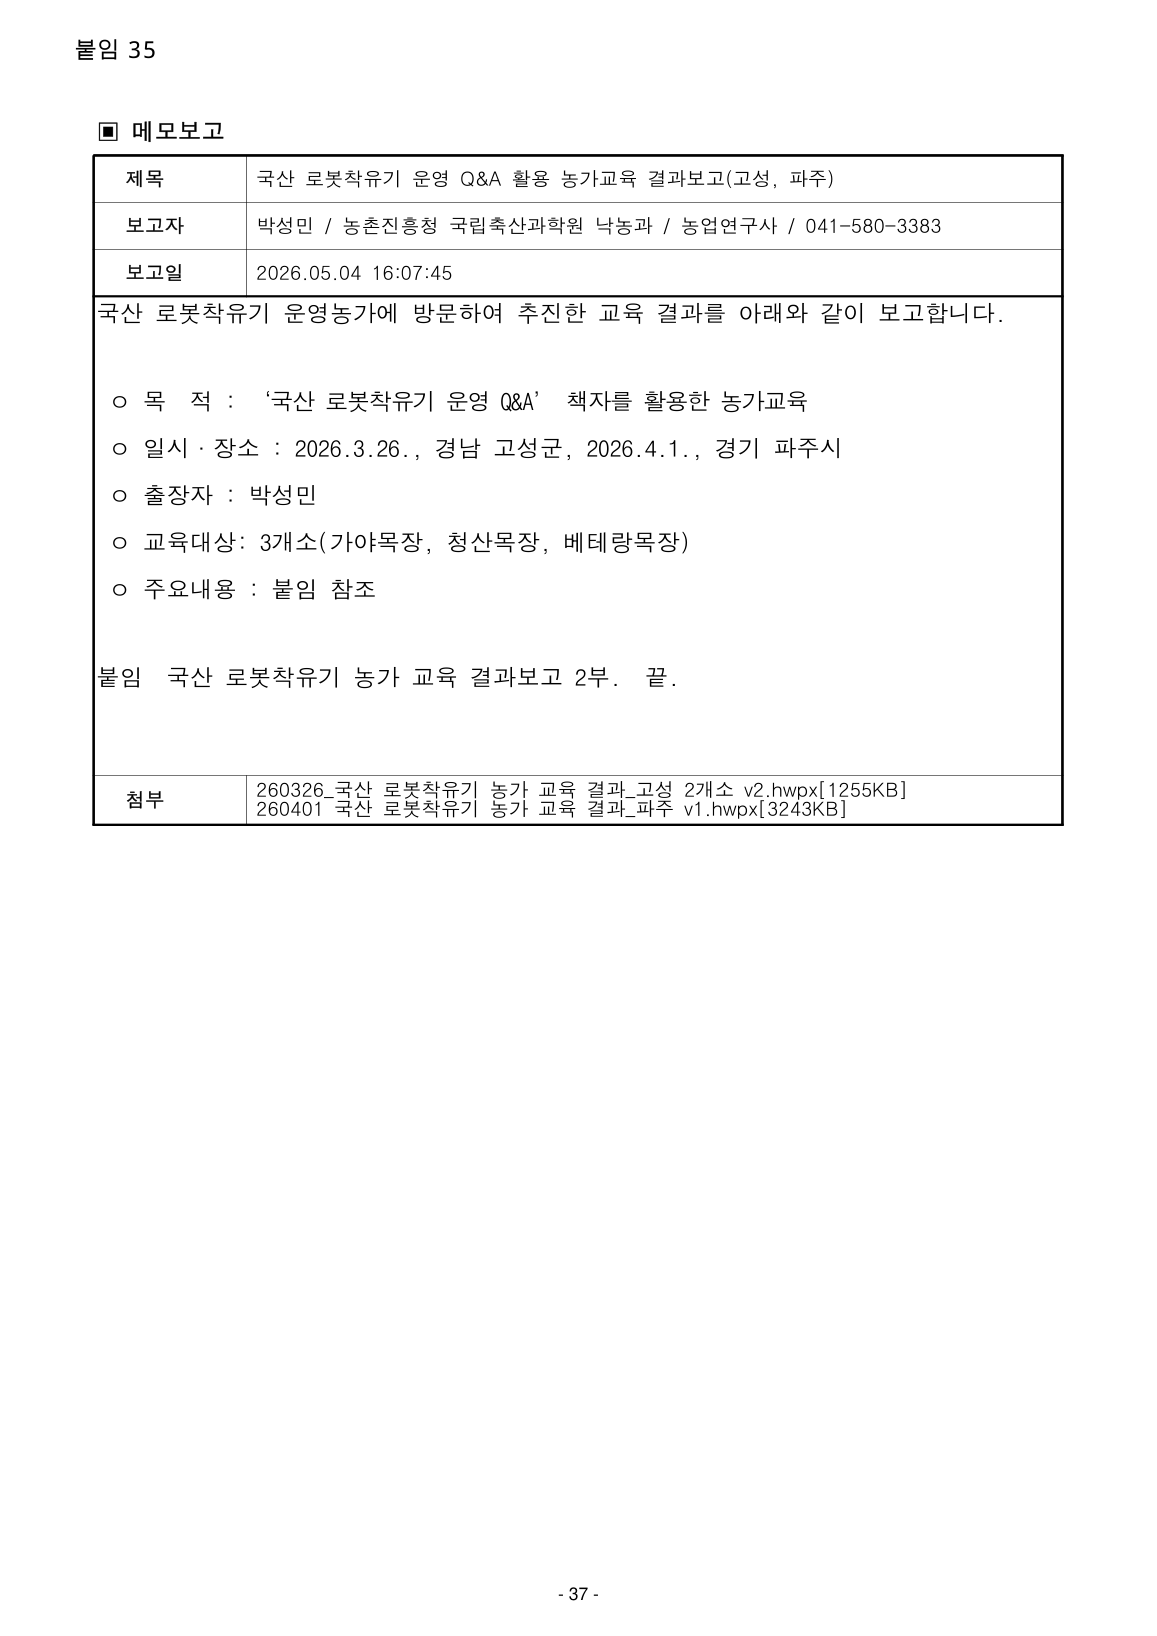 붙임 35
▣ 메모보고
제목 국산 로봇착유기 운영 Q&A 활용 농가교육 결과보고(고성, 파주)
보고자 박성민 / 농촌진흥청 국립축산과학원 낙농과 / 농업연구사 / 041-580-3383
보고일 2026.05.04 16:07:45
국산 로봇착유기 운영농가에 방문하여 추진한 교육 결과를 아래와 같이 보고합니다.
ㅇ 목 적 : ‘국산 로봇착유기 운영 Q&A’ 책자를 활용한 농가교육
ㅇ 일시·장소 : 2026.3.26., 경남 고성군, 2026.4.1., 경기 파주시
ㅇ 출장자 : 박성민
ㅇ 교육대상: 3개소(가야목장, 청산목장, 베테랑목장)
ㅇ 주요내용 : 붙임 참조
붙임 국산 로봇착유기 농가 교육 결과보고 2부. 끝.
첨부 260326_국산 로봇착유기 농가 교육 결과_고성 2개소 v2.hwpx[1255KB]
260401_국산 로봇착유기 농가 교육 결과_파주 v1.hwpx[3243KB]
- 37 -